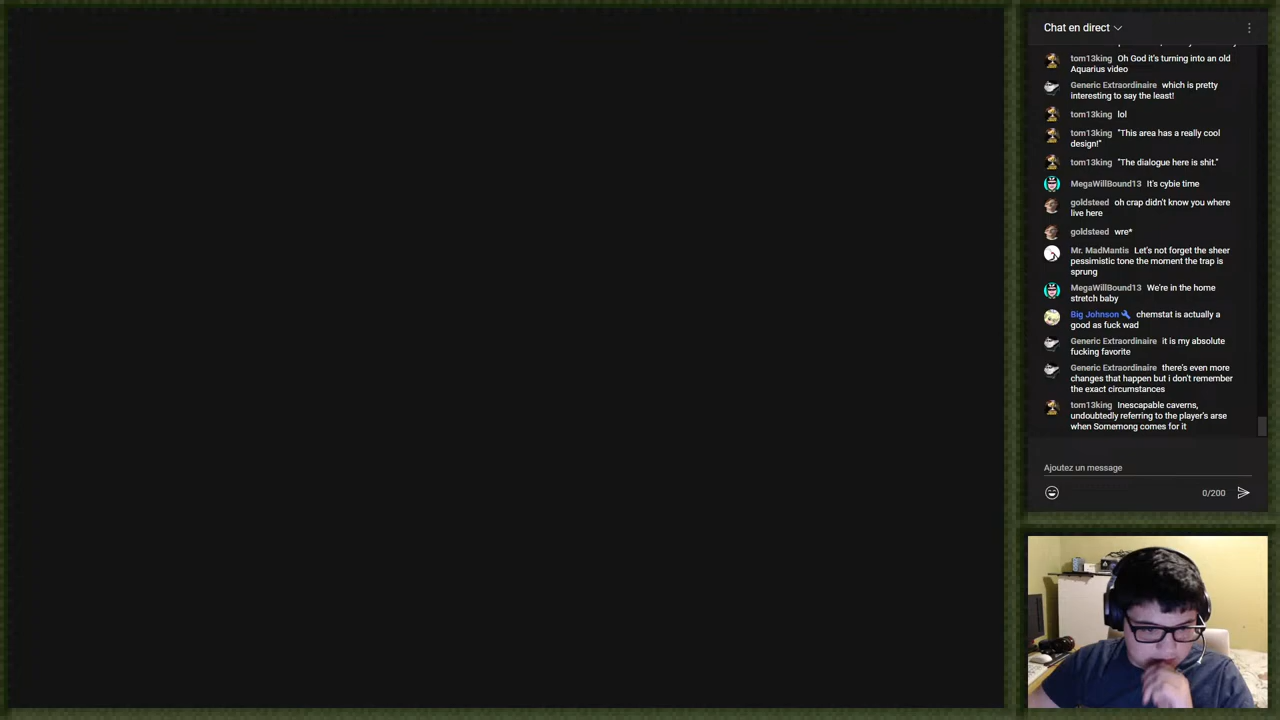 Chat en direct
tom13king Oh God it's turning into an old
Aquarius video
Generic Extraordinaire which is pretty
interesting to say the least!
tom13king lol
tom13king "This area has a really cool
design!"
tom13king "The dialogue here is shit."
MegaWillBound13 It's cybie time
goldsteed oh crap didn't know you where
live here
goldsteed wre*
Mr. MadMantis Let's not forget the sheer
pessimistic tone the moment the trap is
sprung
MegaWillBound13 We're in the home
stretch baby
Big Johnson chemstat is actually a
good as fuck wad
Generic Extraordinaire it is my absolute
fucking favorite
Generic Extraordinaire there's even more
changes that happen but i don't remember
the exact circumstances
tom13king Inescapable caverns,
undoubtedly referring to the player's arse
when Somemong comes for it
Ajoutez un message
0/200